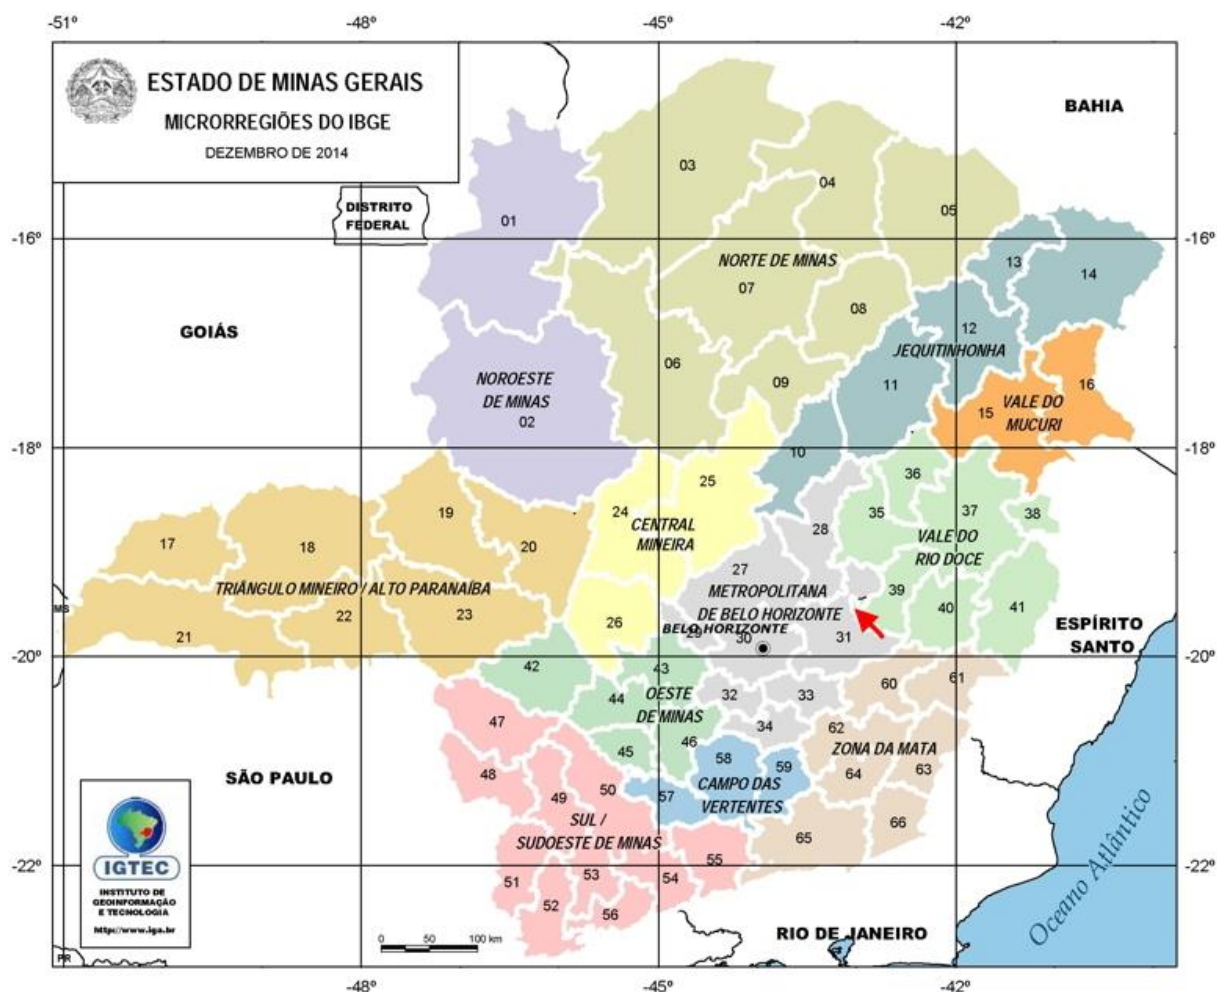 -51º
-48º
-45º
-42º
ESTADO DE MINAS GERAIS
MICRORREGIÕES DO IBGE
DEZEMBRO DE 2014
BAHIA
03
04
05
01
DISTRITO
FEDERAL
-16º
-16º
13
14
NORTE DE MINAS
07
08
GOIÁS
12
JEQUITINHONHA
06
09
11
NOROESTE
DE MINAS
02
15
VALE DO
MUCURI
16
-18º
-18º
10
25
36
19
24
28
35
37
38
17
18
20
CENTRAL
MINEIRA
VALE DO
RIO DOCE
27
TRIÂNGULO MINEIRO / ALTO PARANAÍBA
METROPOLITANA
DE BELO HORIZONTE
39
40
41
MS
22
23
26
BELO HORIZONTE
29
30
31
21
ESPÍRITO
SANTO
-20º
-20º
42
43
60
61
44
OESTE
DE MINAS
32
33
47
34
62
45
46
ZONA DA MATA
58
59
63
48
SÃO PAULO
64
49
50
57
CAMPO DAS
VERTENTES
SUL /
SUDOESTE DE MINAS
66
65
-22º
-22º
55
51
53
54
52
56
IGTEC
INSTITUTO DE
GEOINFORMAÇÃO
E TECNOLOGIA
http://www.iga.br
Oceano Atlântico
0 50 100 km
RIO DE JANEIRO
PR
-48º
-45º
-42º